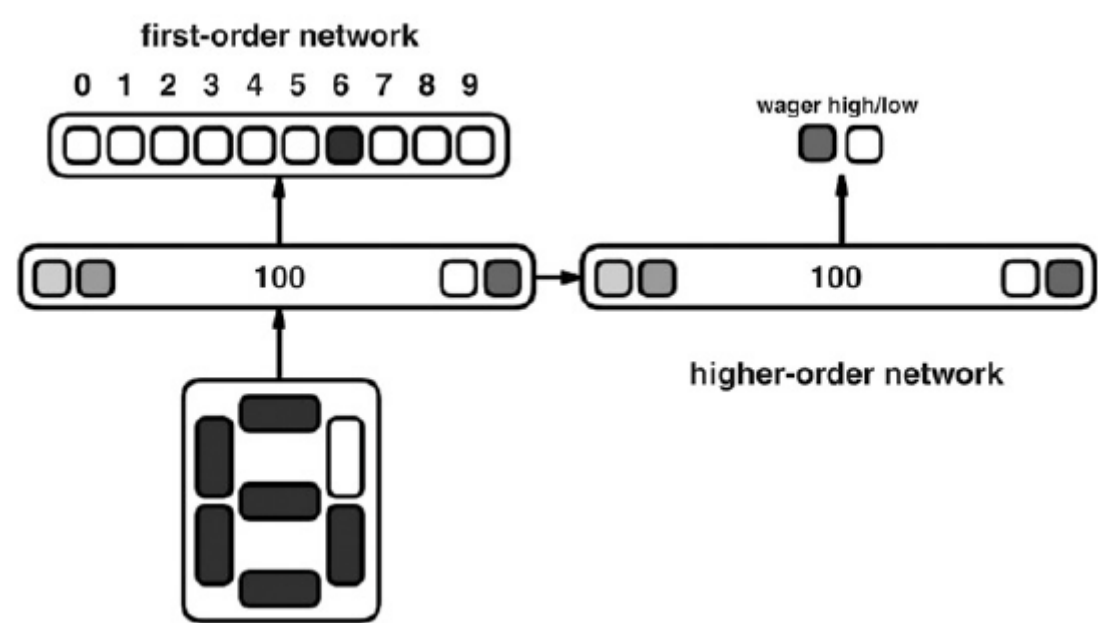 first-order network
0 1 2 3 4 5 6 7 8 9
wager high/low
100
100
higher-order network